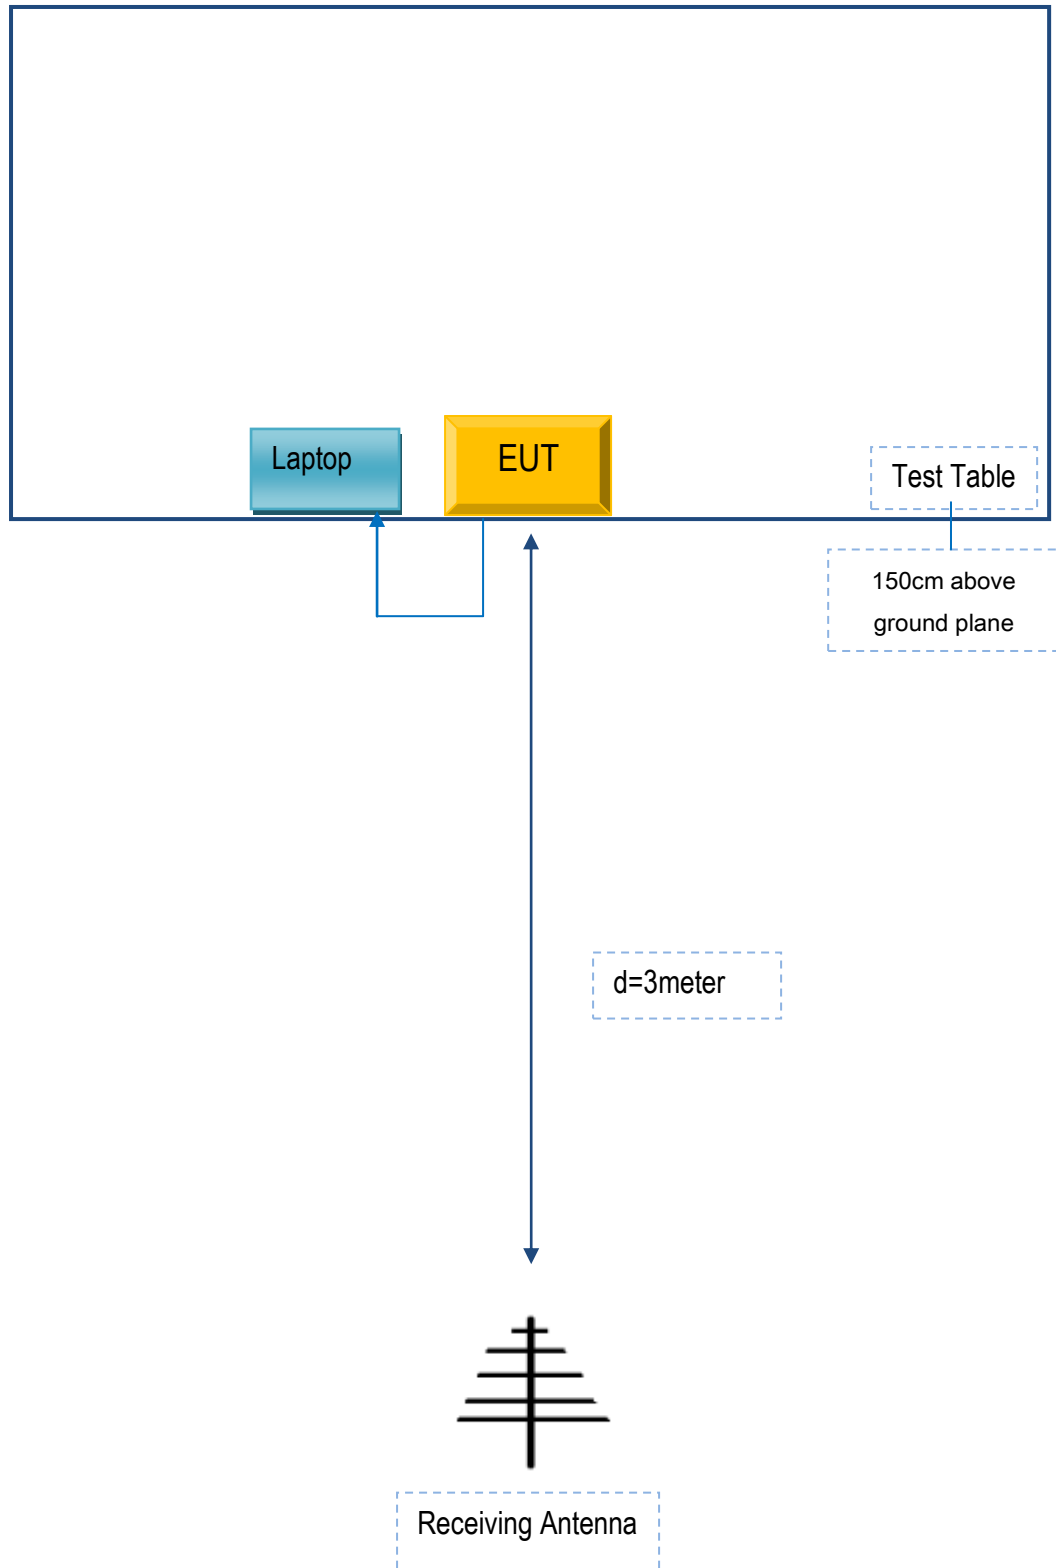 Laptop
EUT
Test Table
150cm above
ground plane
d=3meter
Receiving Antenna